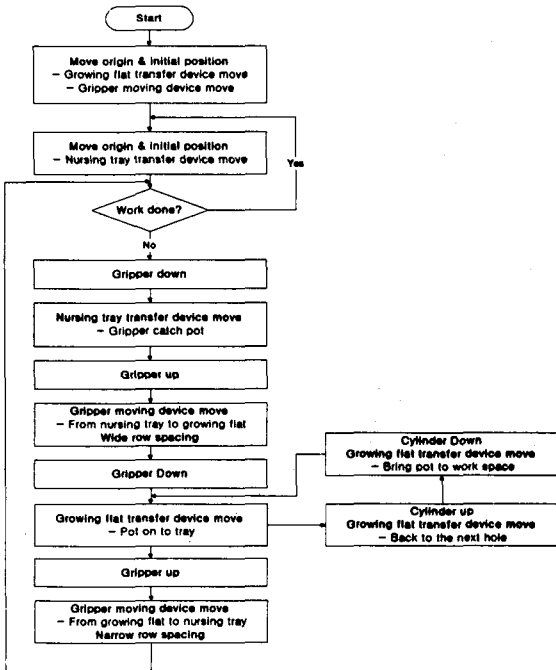 Start
Move origin & initial position
– Growing flat transfer device move
– Gripper moving device move
Move origin & initial position
– Nursing tray transfer device move
Yes
Work done?
No
Gripper down
Nursing tray transfer device move
– Gripper catch pot
Gripper up
Gripper moving device move
– From nursing tray to growing flat
Wide row spacing
Gripper Down
Growing flat transfer device move
– Pot on to tray
Gripper up
Gripper moving device move
– From growing flat to nursing tray
Narrow row spacing
Cylinder Down
Growing flat transfer device move
– Bring pot to work space
Cylinder up
Growing flat transfer device move
– Back to the next hole